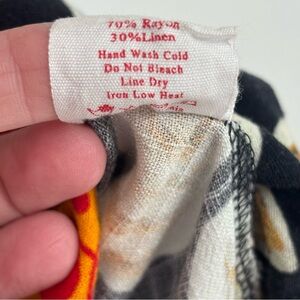 70% Rayon
30%Linen
Hand Wash Cold
Do Not Bleach
Line Dry
Iron Low Heat